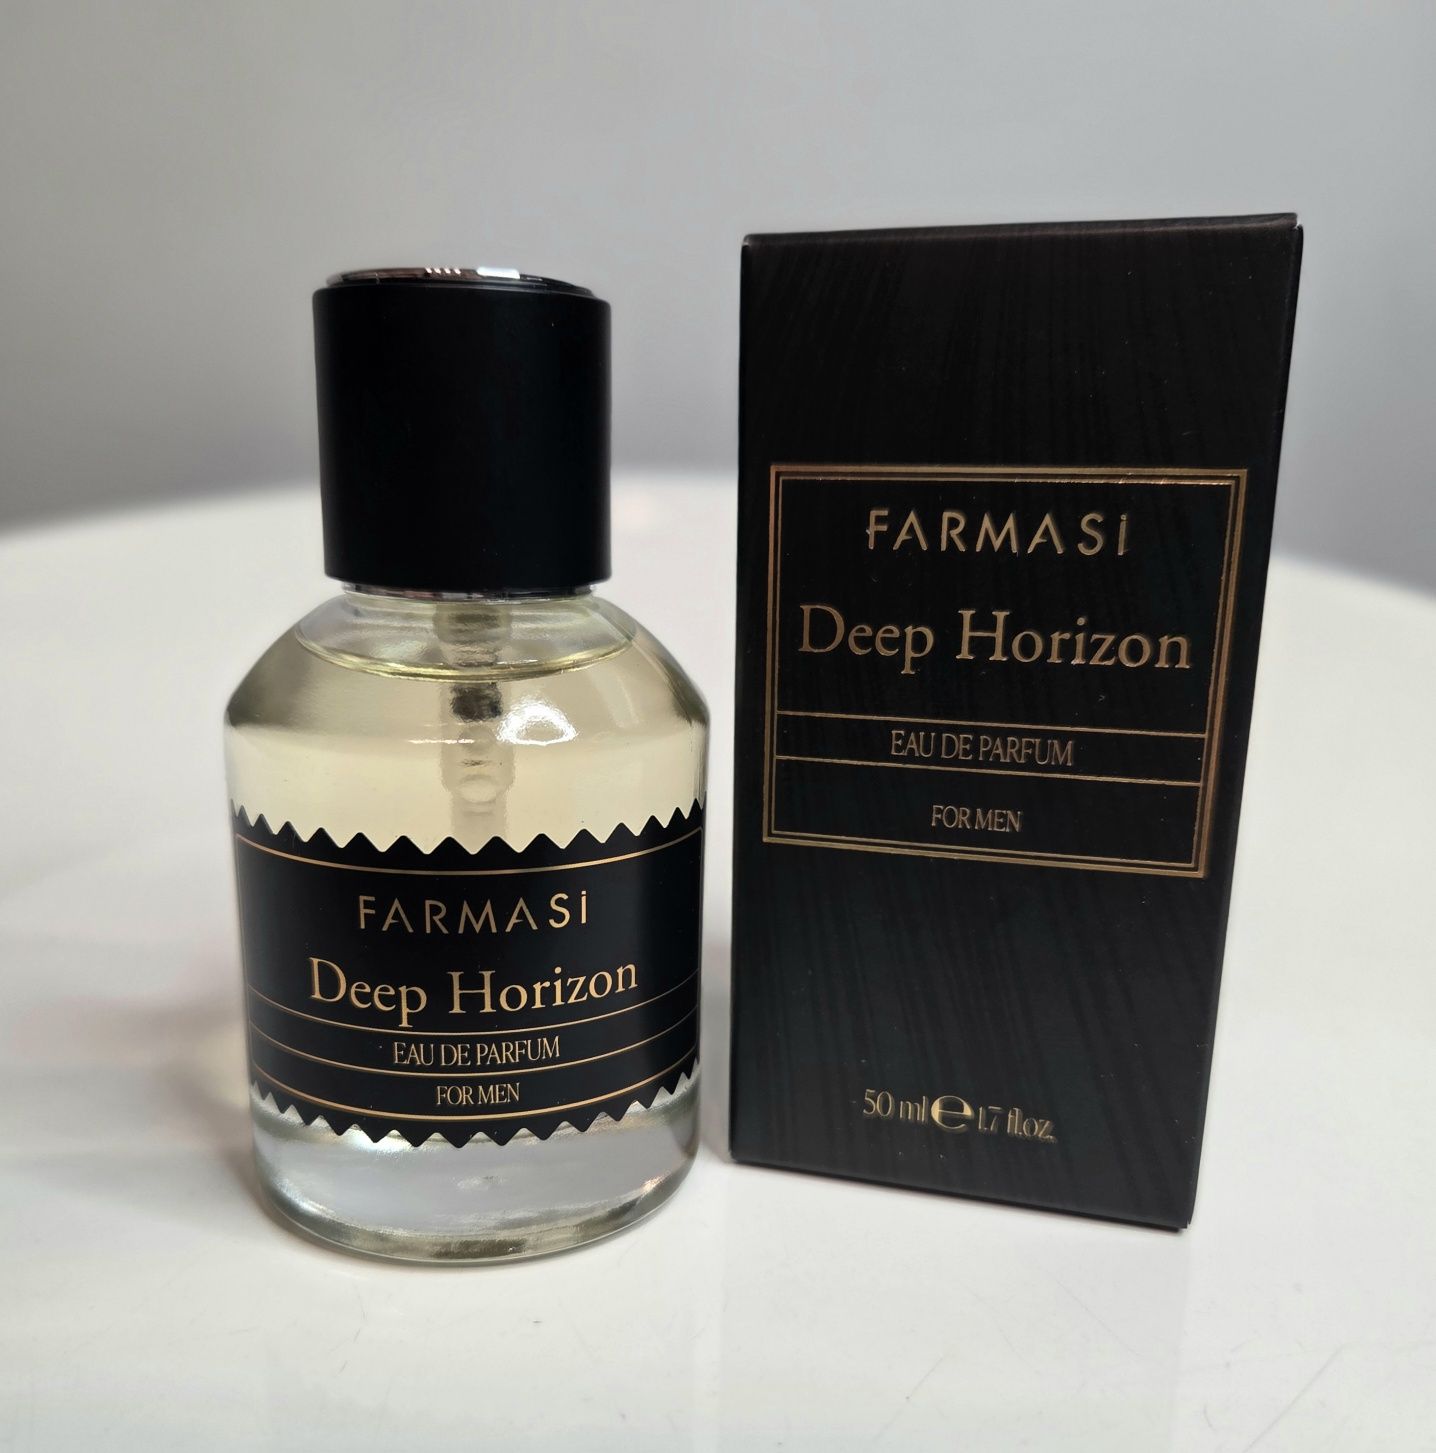 FARMASi
Deep Horizon
EAU DE PARFUM
FOR MEN
FARMASi
Deep Horizon
EAU DE PARFUM
FOR MEN
50 ml ℮ 1.7 fl.oz.